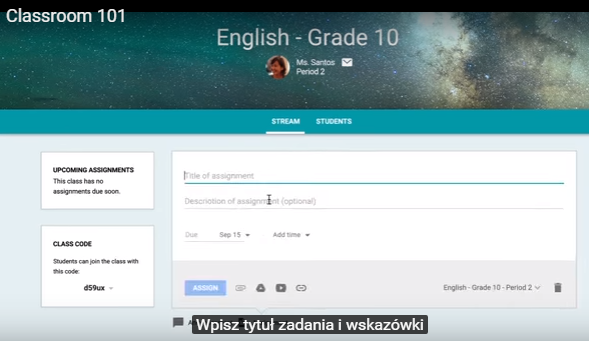 Classroom 101
English - Grade 10
Ms. Santos
Period 2
STREAM
STUDENTS
UPCOMING ASSIGNMENTS
This class has no
assignments due soon.
CLASS CODE
Students can join the class with
this code:
d59ux
Title of assignment
Description of assignment (optional)
Due
Sep 15
Add time
ASSIGN
English - Grade 10 - Period 2
Wpisz tytuł zadania i wskazówki